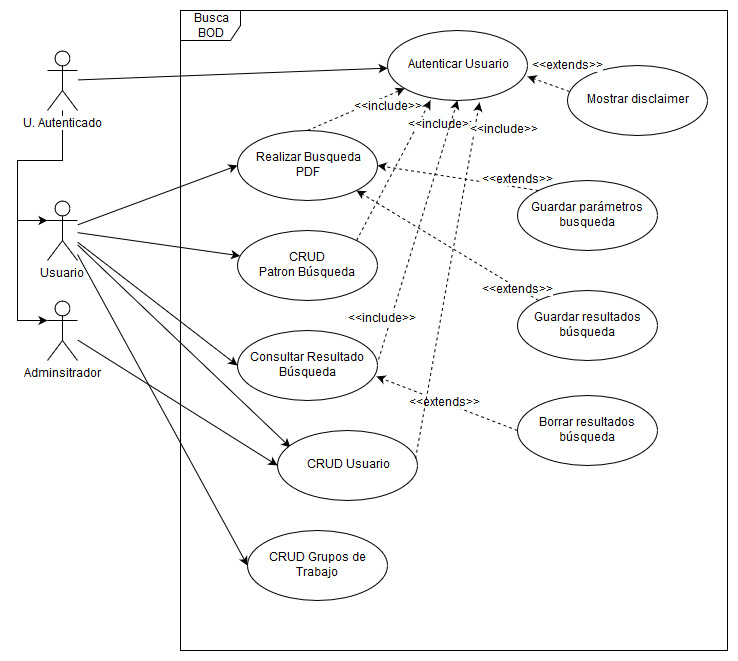 Busca
BOD
Autenticar Usuario
<<extends>>
Mostrar disclaimer
U. Autenticado
<<include>>
<<include>>
<<include>>
Realizar Busqueda
PDF
<<extends>>
Guardar parámetros
busqueda
Usuario
CRUD
Patron Búsqueda
<<extends>>
Guardar resultados
búsqueda
<<include>>
Adminsitrador
Consultar Resultado
Búsqueda
<<extends>>
Borrar resultados
búsqueda
CRUD Usuario
CRUD Grupos de
Trabajo